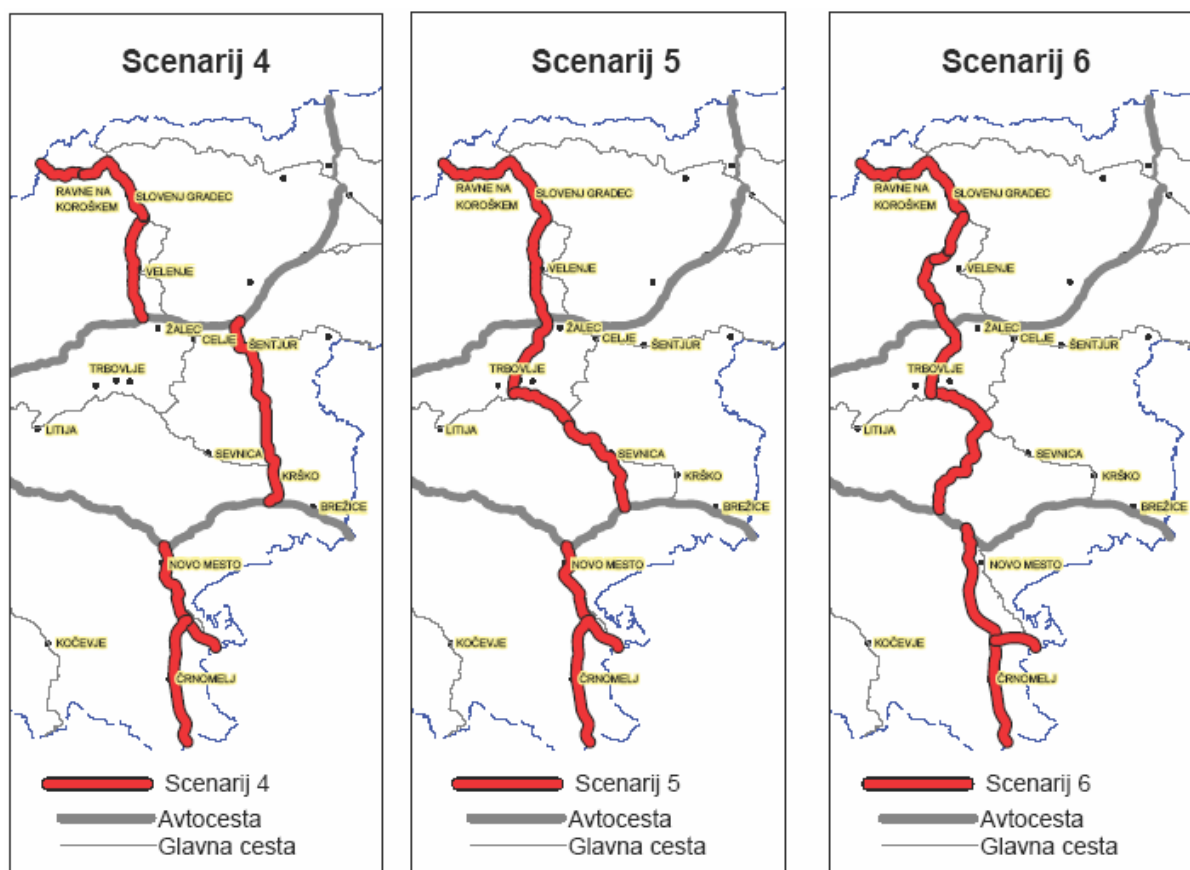 Scenarij 4
RAVNE NA
KOROŠKEM
SLOVENJ GRADEC
VELENJE
ŽALEC
CELJE
ŠENTJUR
TRBOVLJE
LITIJA
SEVNICA
KRŠKO
BREŽICE
NOVO MESTO
KOČEVJE
ČRNOMELJ
Scenarij 4
Avtocesta
Glavna cesta
Scenarij 5
RAVNE NA
KOROŠKEM
SLOVENJ GRADEC
VELENJE
ŽALEC
CELJE
ŠENTJUR
TRBOVLJE
LITIJA
SEVNICA
KRŠKO
BREŽICE
NOVO MESTO
KOČEVJE
ČRNOMELJ
Scenarij 5
Avtocesta
Glavna cesta
Scenarij 6
RAVNE NA
KOROŠKEM
SLOVENJ GRADEC
VELENJE
ŽALEC
CELJE
ŠENTJUR
TRBOVLJE
LITIJA
SEVNICA
KRŠKO
BREŽICE
NOVO MESTO
KOČEVJE
ČRNOMELJ
Scenarij 6
Avtocesta
Glavna cesta